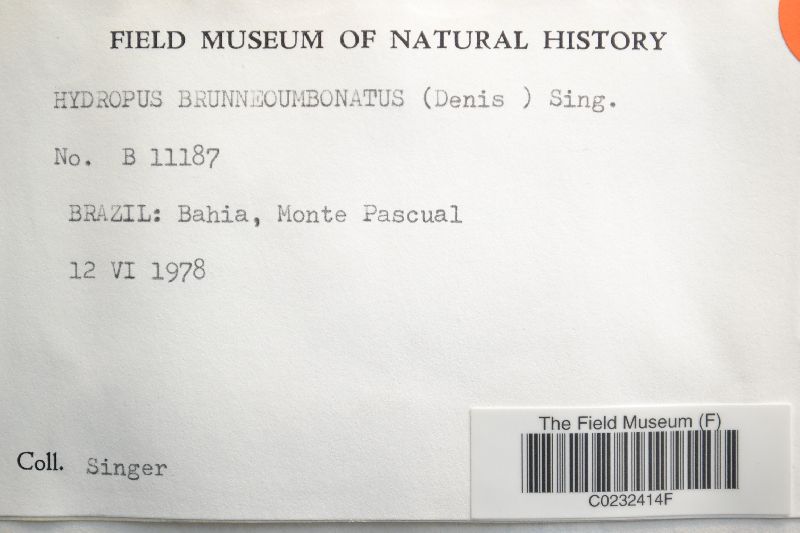 FIELD MUSEUM OF NATURAL HISTORY
HYDROPUS BRUNNEOUMBONATUS (Denis ) Sing.
No. B 11187
BRAZIL: Bahia, Monte Pascual
12 VI 1978
Coll. Singer
The Field Museum (F)
C0232414F